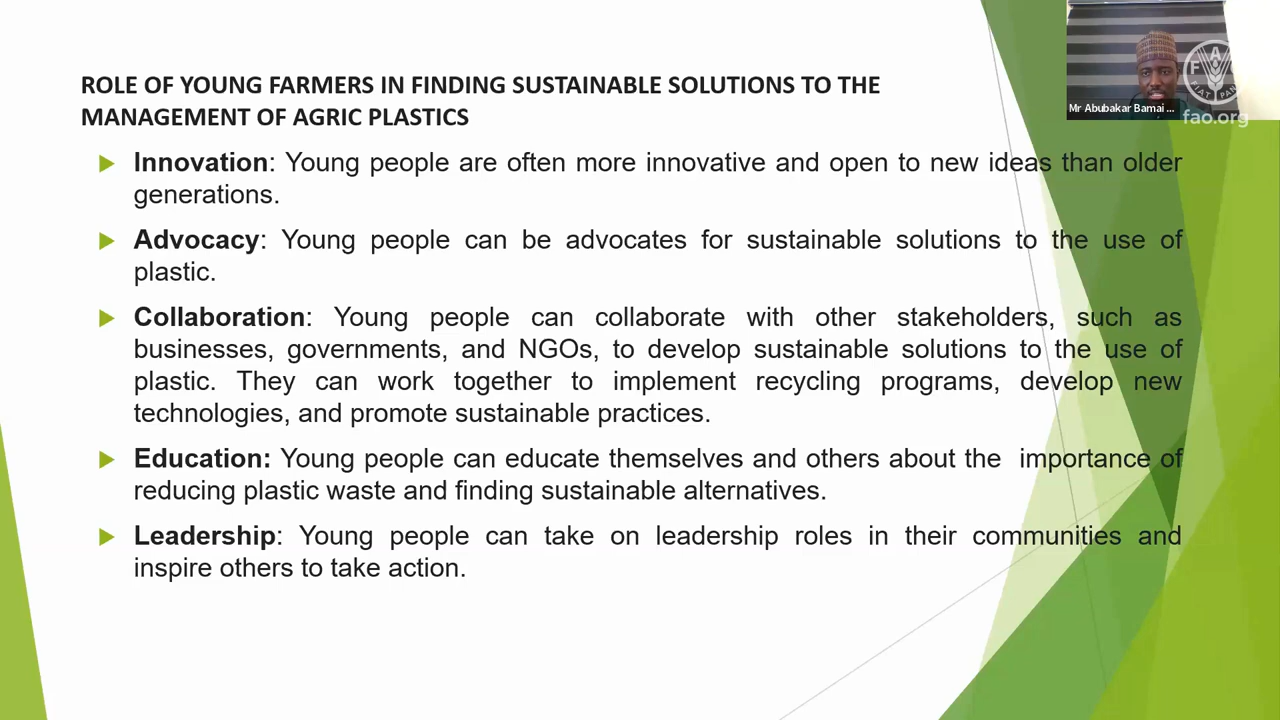 ROLE OF YOUNG FARMERS IN FINDING SUSTAINABLE SOLUTIONS TO THE
MANAGEMENT OF AGRIC PLASTICS
Innovation: Young people are often more innovative and open to new ideas than older
generations.
Advocacy: Young people can be advocates for sustainable solutions to the use of
plastic.
Collaboration: Young people can collaborate with other stakeholders, such as
businesses, governments, and NGOs, to develop sustainable solutions to the use of
plastic. They can work together to implement recycling programs, develop new
technologies, and promote sustainable practices.
Education: Young people can educate themselves and others about the importance of
reducing plastic waste and finding sustainable alternatives.
Leadership: Young people can take on leadership roles in their communities and
inspire others to take action.
Mr Abubakar Bamai ...
F A
FIAT PAN
fao.org